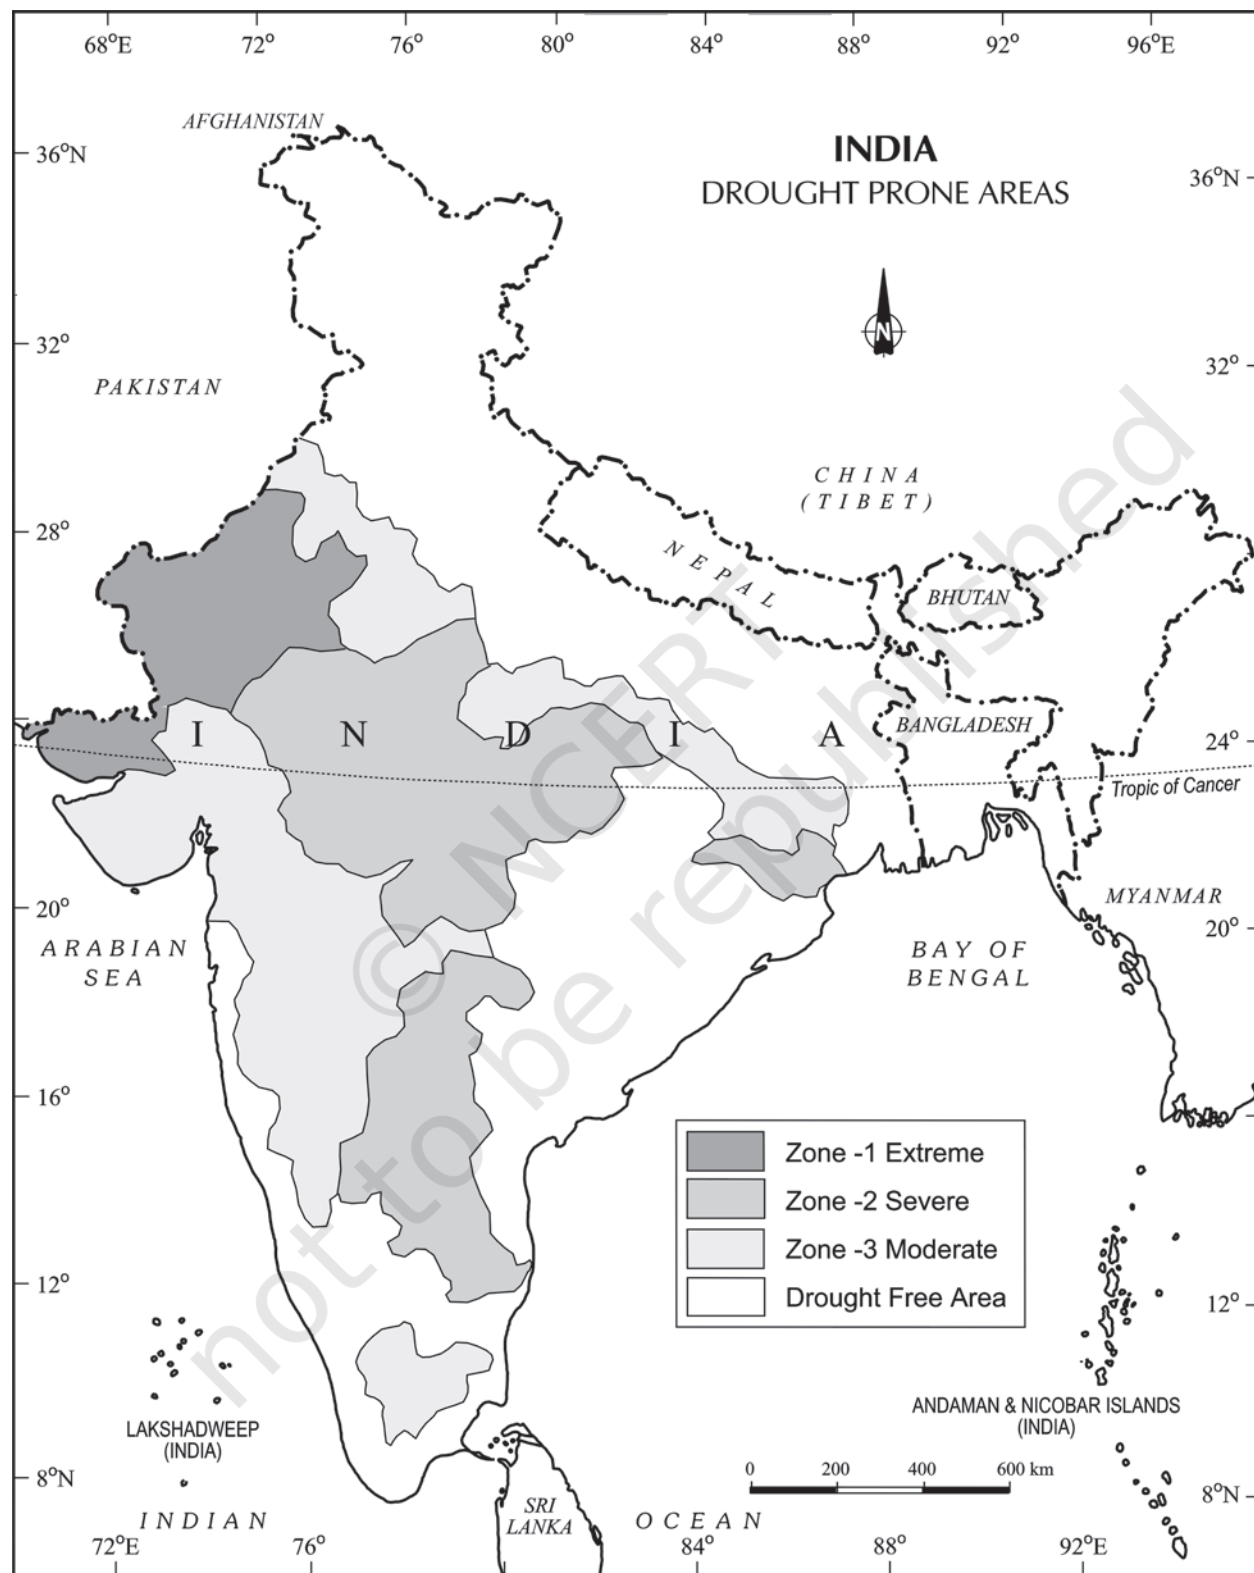 68°E 72° 76° 80° 84° 88° 92° 96°E
AFGHANISTAN
INDIA
DROUGHT PRONE AREAS
36°N
36°N
32°
32°
PAKISTAN
CHINA
(TIBET)
28°
NEPAL
BHUTAN
BANGLADESH
I N D I A
24°
Tropic of Cancer
MYANMAR
20°
20°
ARABIAN
SEA
BAY OF
BENGAL
16°
Zone -1 Extreme
Zone -2 Severe
Zone -3 Moderate
Drought Free Area
12°
12°
LAKSHADWEEP
(INDIA)
ANDAMAN & NICOBAR ISLANDS
(INDIA)
0 200 400 600 km
8°N
8°N
SRI
LANKA
INDIAN OCEAN
72°E 76° 84° 88° 92°E
N
© NCERT
not to be republished